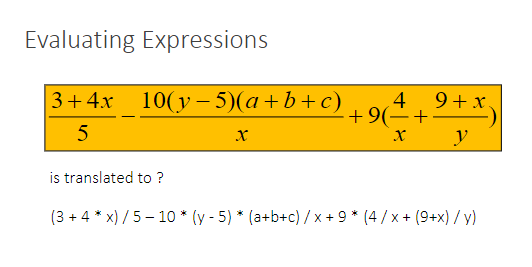 Evaluating Expressions
3 + 4x / 5 − 10(y − 5)(a + b + c) / x + 9(4 / x + 9 + x / y)
is translated to ?
(3 + 4 * x) / 5 – 10 * (y - 5) * (a+b+c) / x + 9 * (4 / x + (9+x) / y)